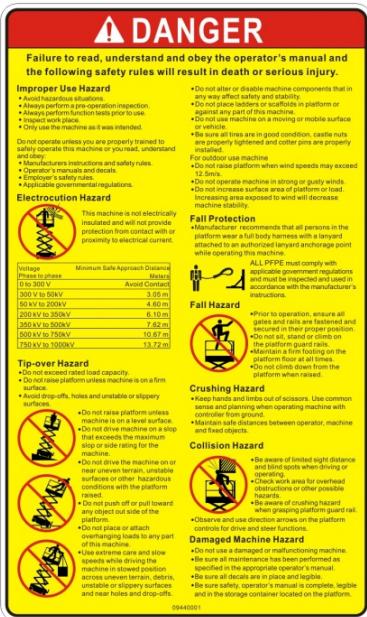 DANGER
Failure to read, understand and obey the operator's manual and
the following safety rules will result in death or serious injury.
Improper Use Hazard
• Avoid hazardous situations.
• Always perform a pre-operation inspection.
• Always perform function tests prior to use.
• Inspect work place.
• Only use the machine as it was intended.
Do not operate unless you are properly trained to
safely operate this machine or you read, understand
and obey:
• Manufacturers instructions and safety rules.
• Operator's manuals and decals.
• Employer's safety rules.
• Applicable governmental regulations.
Electrocution Hazard
This machine is not electrically
insulated and will not provide
protection from contact with or
proximity to electrical current.
Voltage Minimum Safe Approach Distance
Phase to phase Meters
0 to 300 V Avoid Contact
300 V to 50kV 3.05 m
50 kV to 200kV 4.60 m
200 kV to 350kV 6.10 m
350 kV to 500kV 7.62 m
500 kV to 750kV 10.67 m
750 kV to 1000kV 13.72 m
Tip-over Hazard
• Do not exceed rated load capacity.
• Do not raise platform unless machine is on a firm
surface.
• Avoid drop-offs, holes and unstable or slippery
surfaces.
• Do not raise platform unless
machine is on a level surface.
• Do not drive machine on a slop
that exceeds the maximum
slop or side rating for the
machine.
• Do not drive the machine on or
near uneven terrain, unstable
surfaces or other hazardous
conditions with the platform
raised.
• Do not push off or pull toward
any object out side of the
platform.
• Do not place or attach
overhanging loads to any part
of this machine.
• Use extreme care and slow
speeds while driving the
machine in stowed position
across uneven terrain, debris,
unstable or slippery surfaces
and near holes and drop-offs.
• Do not alter or disable machine components that in
any way affect safety and stability.
• Do not place ladders or scaffolds in platform or
against any part of this machine.
• Do not use machine on a moving or mobile surface
or vehicle.
• Be sure all tires are in good condition, castle nuts
are properly tightened and cotter pins are properly
installed.
For outdoor use machine
• Do not raise platform when wind speeds may exceed
12.5m/s.
• Do not operate machine in strong or gusty winds.
• Do not increase surface area of platform or load.
Increasing area exposed to wind will decrease
machine stability.
Fall Protection
• Manufacturer recommends that all persons in the
platform wear a full body harness with a lanyard
attached to an authorized lanyard anchorage point
while operating this machine.
ALL PFPE must comply with
applicable government regulations
and must be inspected and used in
accordance with the manufacturer's
instructions.
Fall Hazard
• Prior to operation, ensure all
gates and rails are fastened and
secured in their proper position.
• Do not sit, stand or climb on
the platform guard rails.
• Maintain a firm footing on the
platform floor at all times.
• Do not climb down from the
platform when raised.
Crushing Hazard
• Keep hands and limbs out of scissors. Use common
sense and planning when operating machine with
controller from ground.
• Maintain safe distances between operator, machine
and fixed objects.
Collision Hazard
• Be aware of limited sight distance
and blind spots when driving or
operating.
• Check work area for overhead
obstructions or other possible
hazards.
• Be aware of crushing hazard
when grasping platform guard rail.
• Observe and use direction arrows on the platform
controls for drive and steer functions.
Damaged Machine Hazard
• Do not use a damaged or malfunctioning machine.
• Be sure all maintenance has been performed as
specified in the appropriate operator's manual.
• Be sure all decals are in place and legible.
• Be sure safety, operator's manual is complete, legible
and in the storage container located on the platform.
09440001